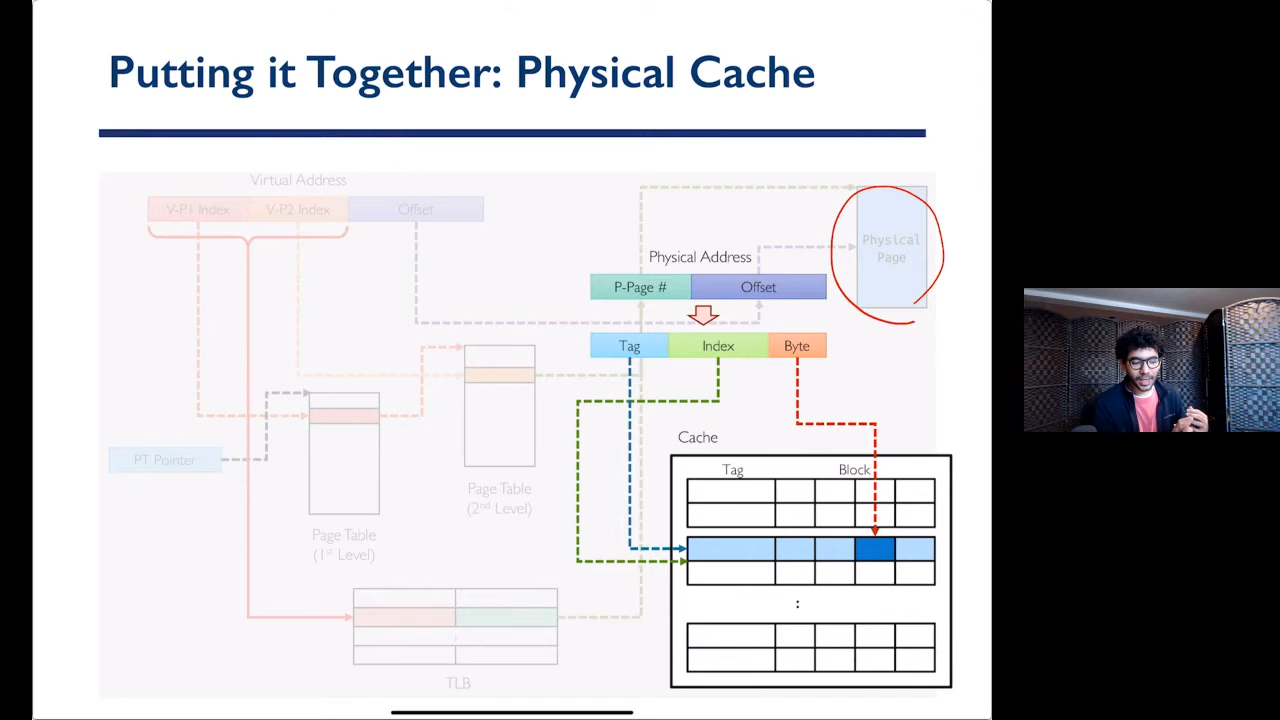 Putting it Together: Physical Cache
Virtual Address
V-P1 Index V-P2 Index Offset
Physical Page
Physical Address
P-Page # Offset
Tag Index Byte
PT Pointer
Page Table
(1st Level)
Page Table
(2nd Level)
TLB
Cache
Tag Block
: